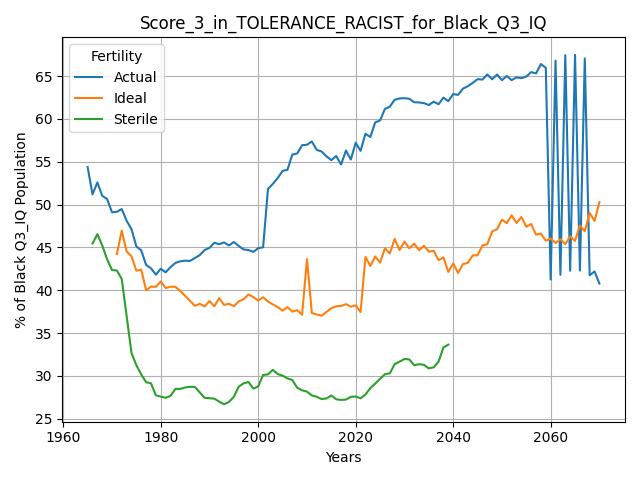 Score_3_in_TOLERANCE_RACIST_for_Black_Q3_IQ
Fertility
Actual
Ideal
Sterile
% of Black Q3_IQ Population
65
60
55
50
45
40
35
30
25
1960
1980
2000
2020
2040
2060
Years